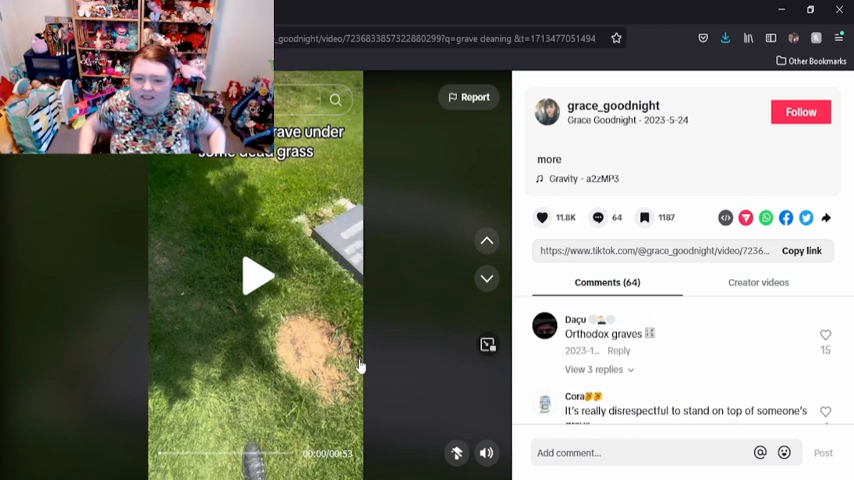 _goodnight/video/7236833857322880299?q=grave cleaning &t=1713477051494
Other Bookmarks
Report
rave under
some dead grass
00:00/00:53
grace_goodnight
Grace Goodnight · 2023-5-24
Follow
more
Gravity - a2zMP3
11.8K
64
1187
https://www.tiktok.com/@grace_goodnight/video/7236...
Copy link
Comments (64)
Creator videos
Daçu
Orthodox graves
2023-1... Reply
15
View 3 replies
Cora
It's really disrespectful to stand on top of someone's
Add comment...
Post